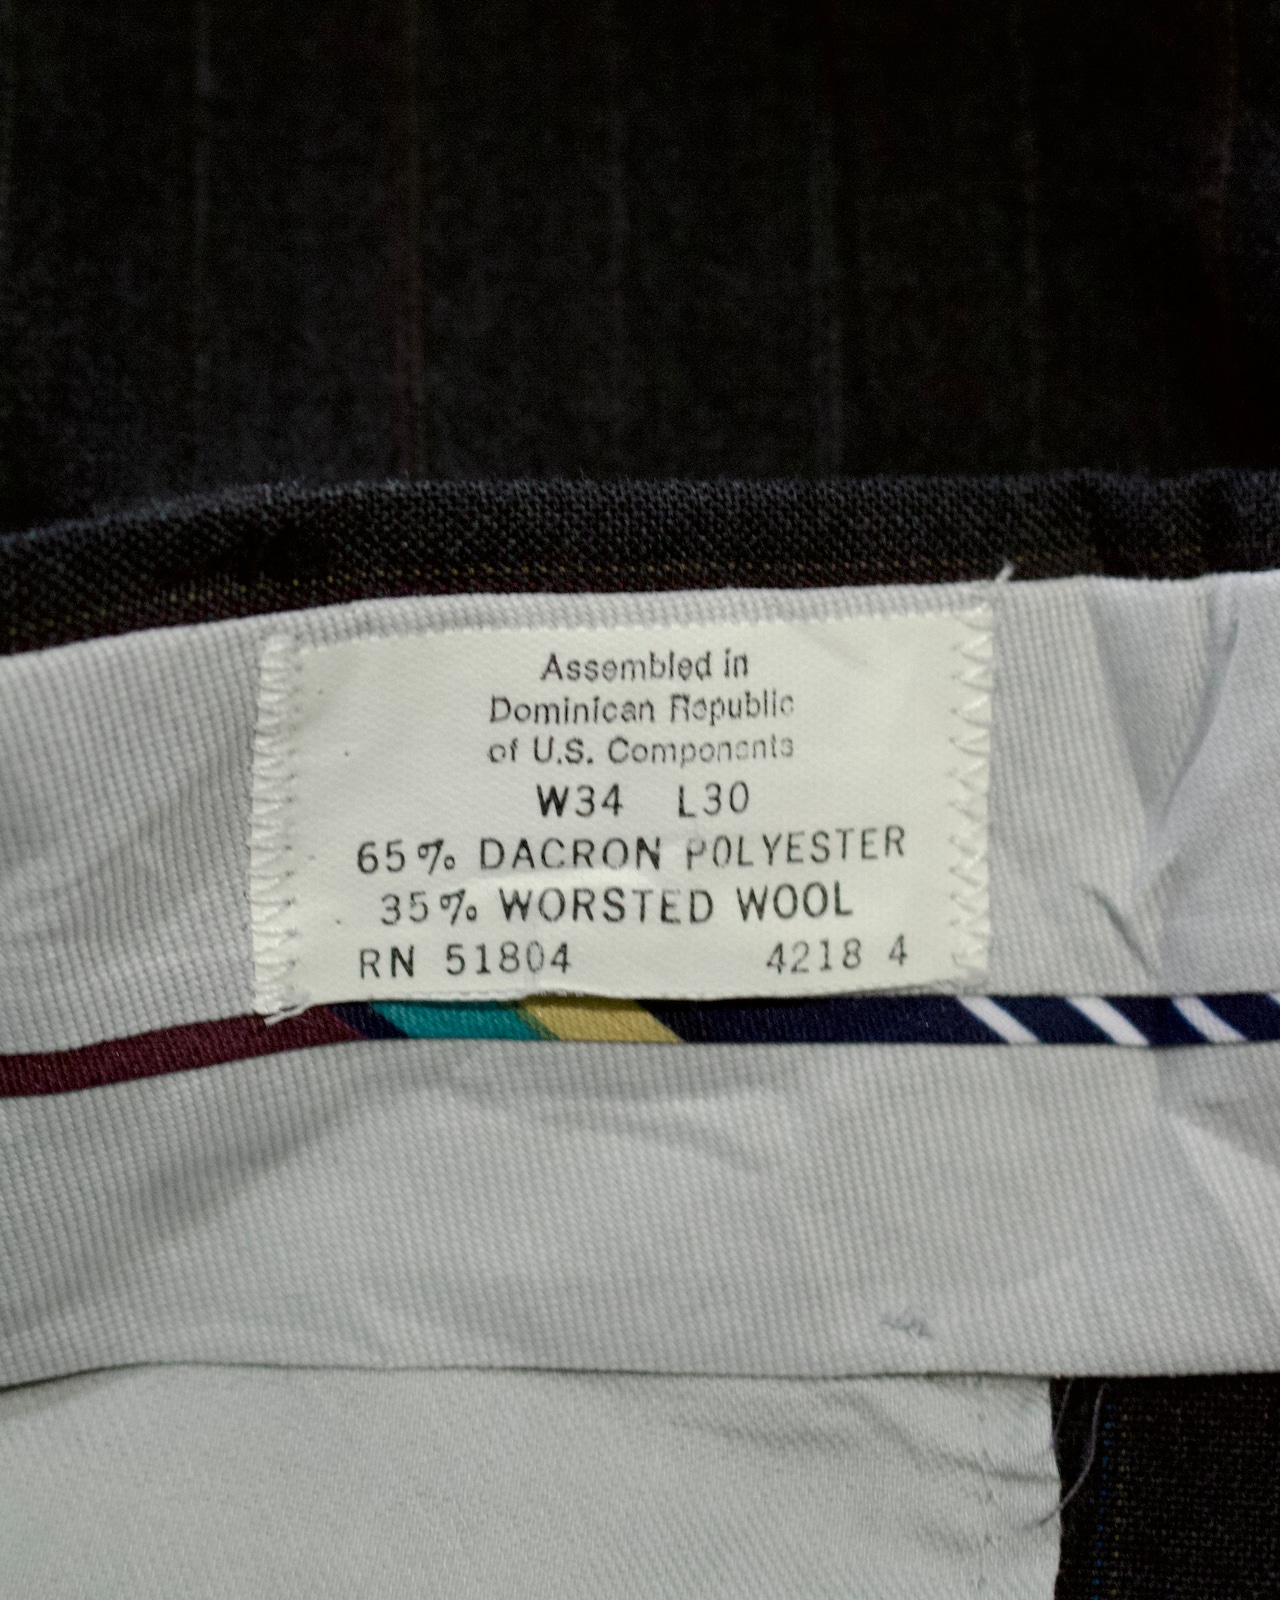 Assembled in
Dominican Republic
of U.S. Components
W34 L30
65% DACRON POLYESTER
35% WORSTED WOOL
RN 51804 4218 4